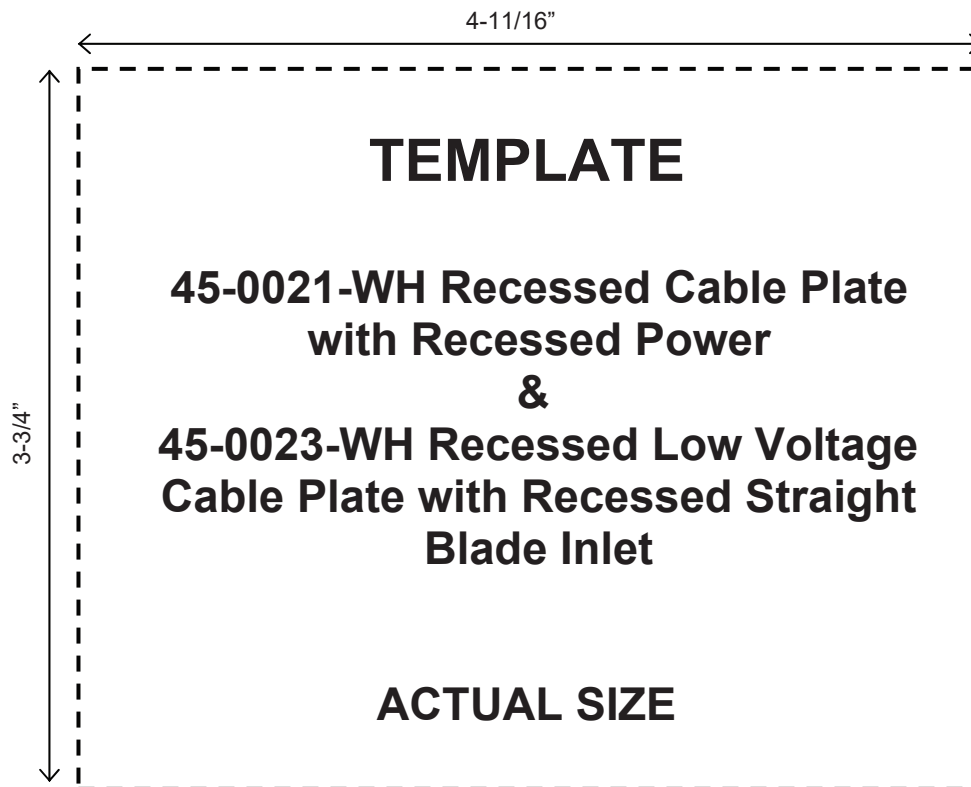 4-11/16”
3-3/4”
TEMPLATE
45-0021-WH Recessed Cable Plate
with Recessed Power
&
45-0023-WH Recessed Low Voltage
Cable Plate with Recessed Straight
Blade Inlet
ACTUAL SIZE